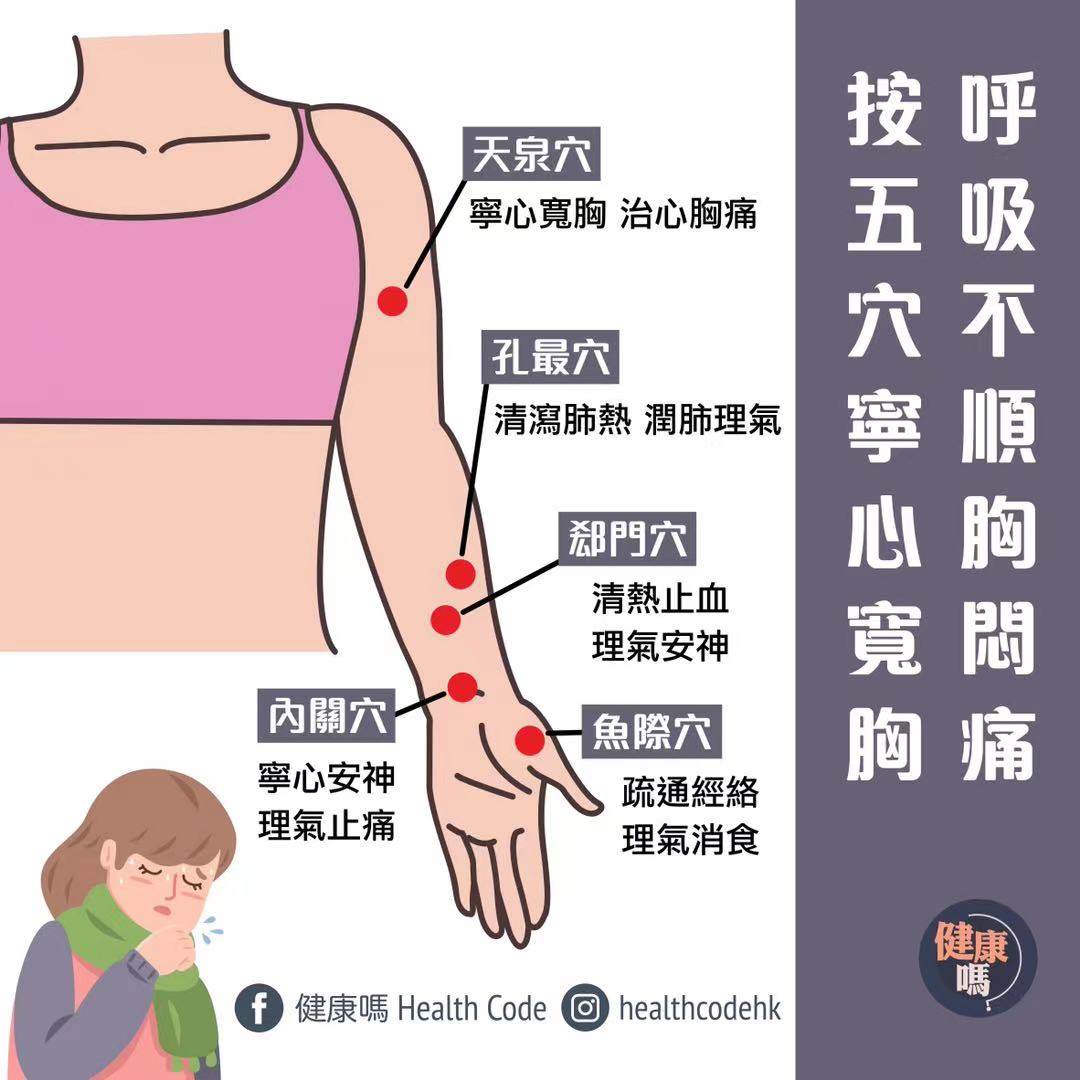 呼吸不順胸悶痛
按五穴寧心寬胸
天泉穴
寧心寬胸 治心胸痛
孔最穴
清瀉肺熱 潤肺理氣
郄門穴
清熱止血
理氣安神
內關穴
寧心安神
理氣止痛
魚際穴
疏通經絡
理氣消食
健康嗎 Health Code
healthcodehk
健康
嗎?